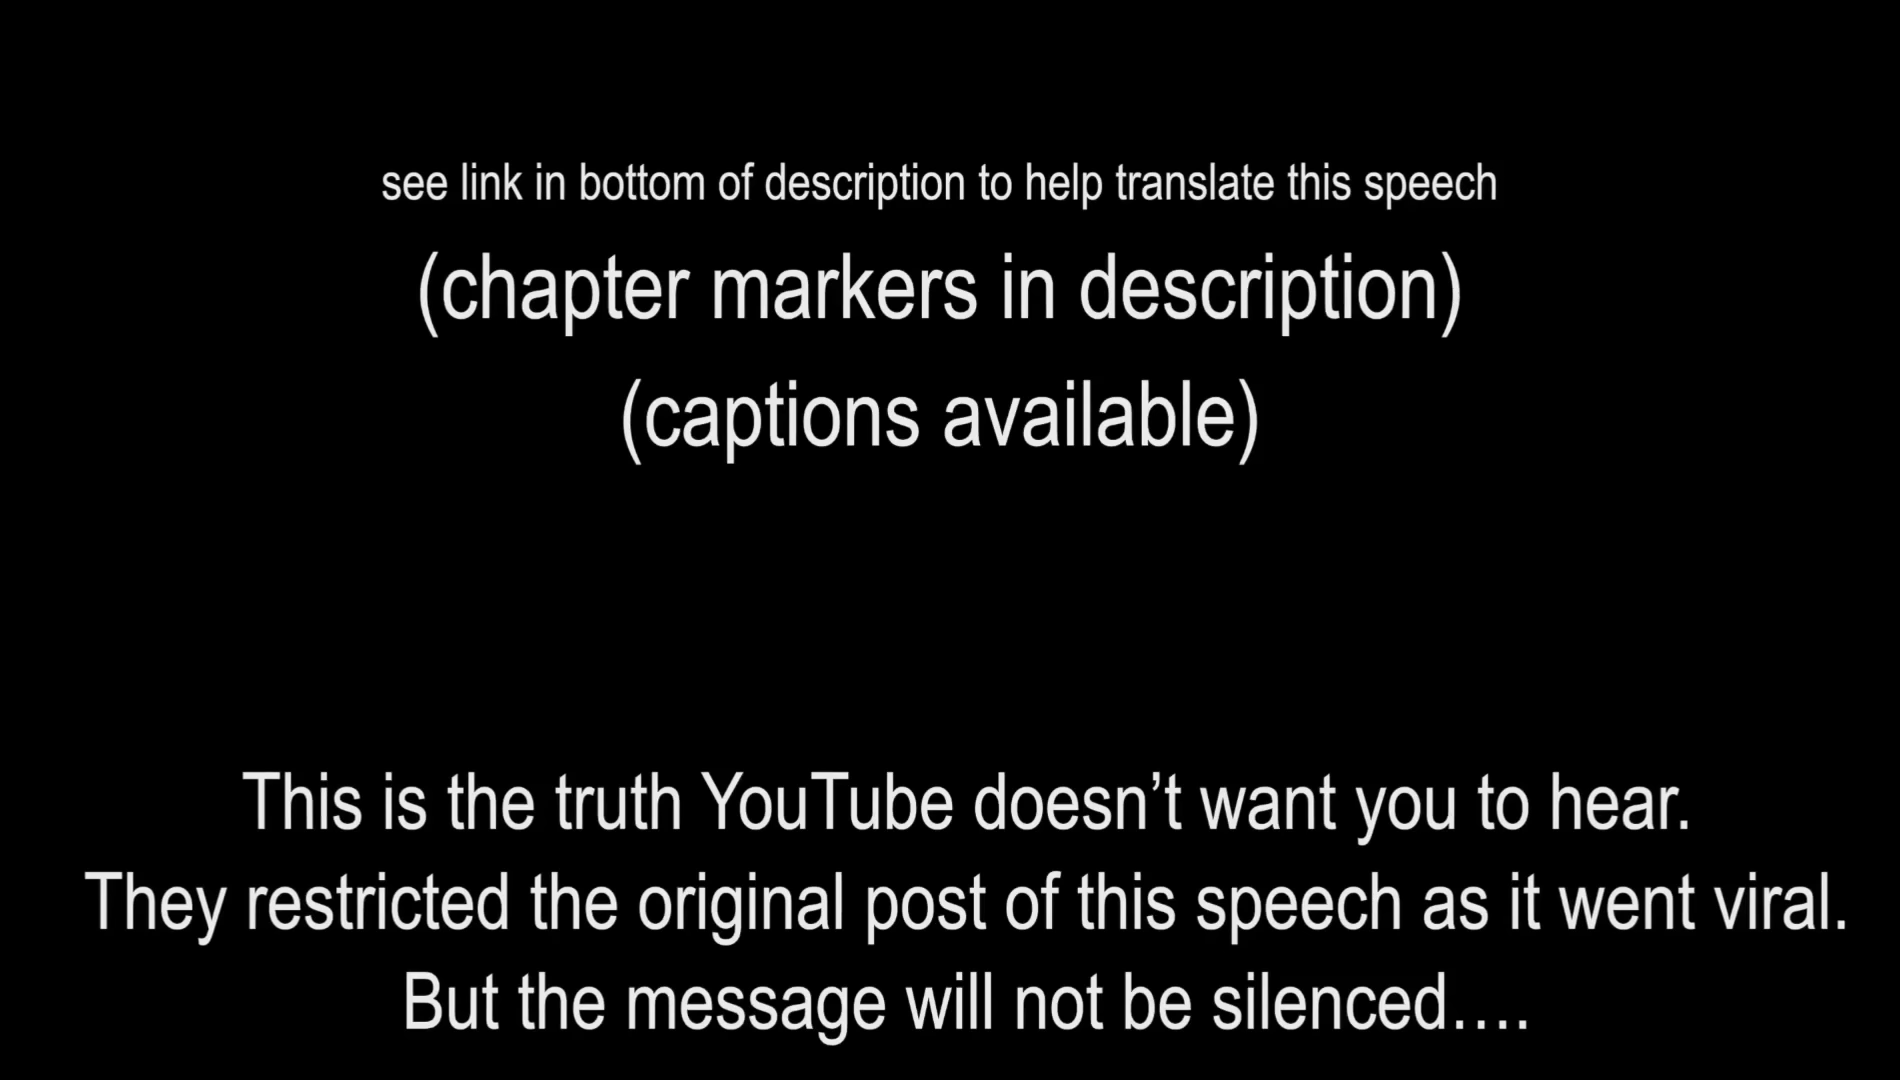 see link in bottom of description to help translate this speech
(chapter markers in description)
(captions available)
This is the truth YouTube doesn’t want you to hear.
They restricted the original post of this speech as it went viral.
But the message will not be silenced….